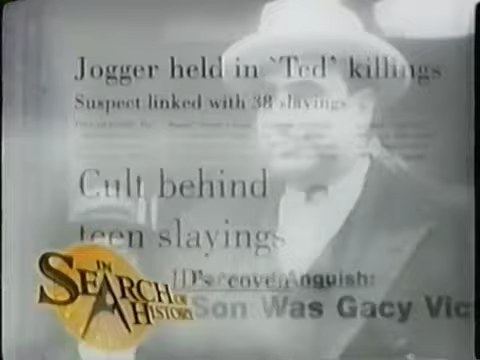 Jogger held in `Ted' killings
Suspect linked with 38 slayings
Cult behind
teen slayings
Anguish:
Son Was Gacy Vic
IN
SEARCH
OF
HISTORY